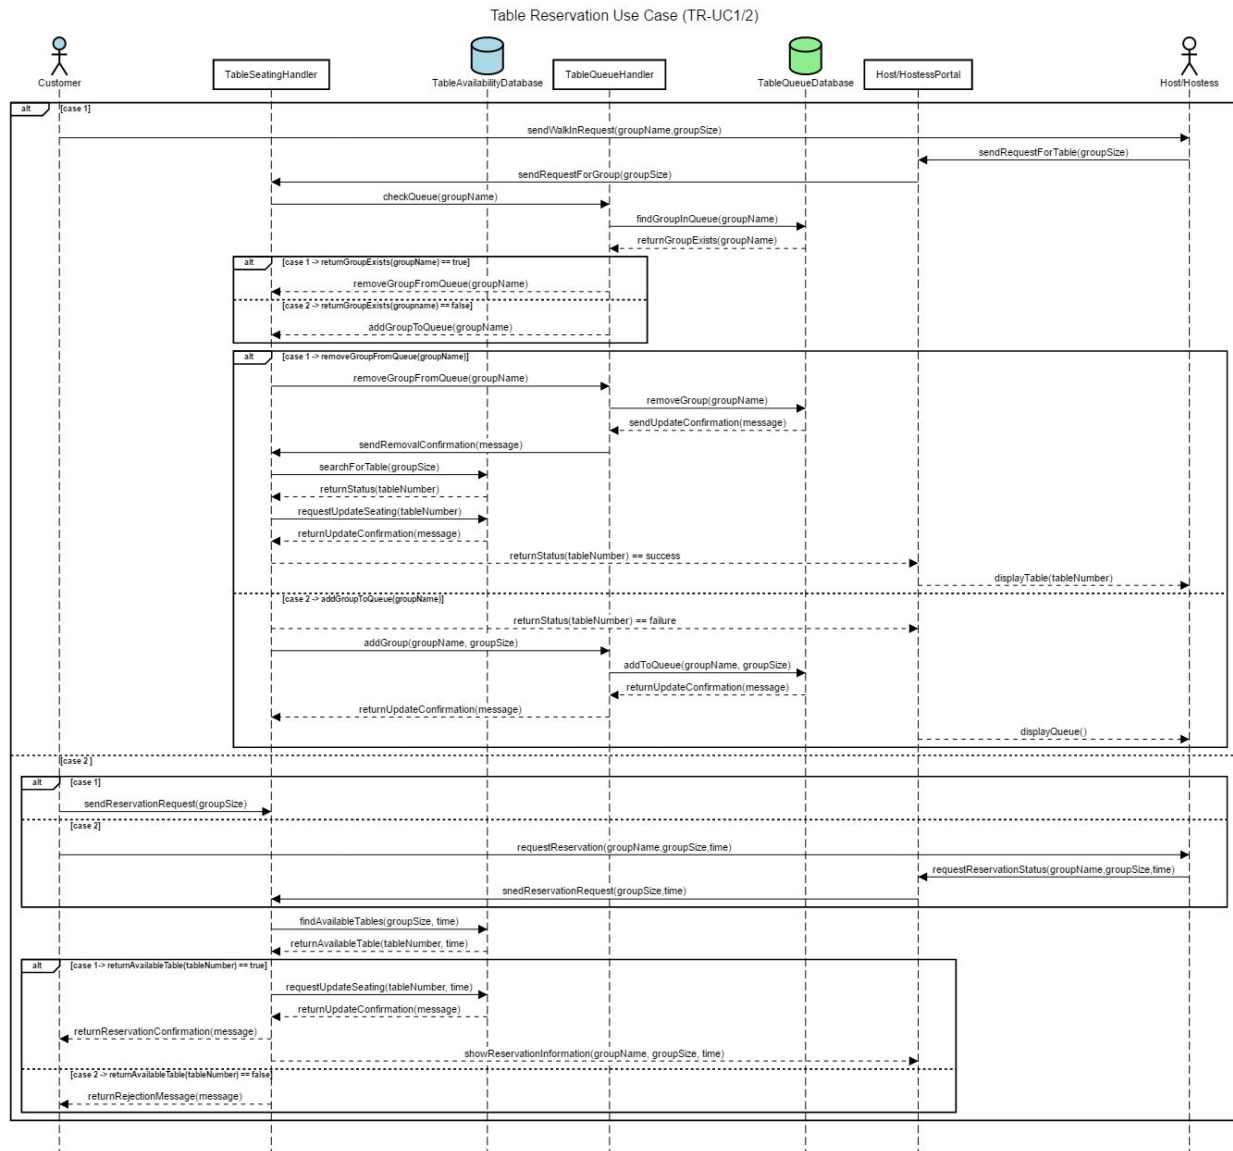 Table Reservation Use Case (TR-UC1/2)
Customer
TableSeatingHandler
TableAvailabilityDatabase
TableQueueHandler
TableQueueDatabase
Host/HostessPortal
Host/Hostess
alt [case 1]
sendWalkInRequest(groupName,groupSize)
sendRequestForTable(groupSize)
sendRequestForGroup(groupSize)
checkQueue(groupName)
findGroupInQueue(groupName)
returnGroupExists(groupName)
alt [case 1 -> returnGroupExists(groupName) == true]
removeGroupFromQueue(groupName)
[case 2 -> returnGroupExists(groupname) == false]
addGroupToQueue(groupName)
alt [case 1 -> removeGroupFromQueue(groupName)]
removeGroupFromQueue(groupName)
removeGroup(groupName)
sendUpdateConfirmation(message)
sendRemovalConfirmation(message)
searchForTable(groupSize)
returnStatus(tableNumber)
requestUpdateSeating(tableNumber)
returnUpdateConfirmation(message)
returnStatus(tableNumber) == success
displayTable(tableNumber)
[case 2 -> addGroupToQueue(groupName)]
returnStatus(tableNumber) == failure
addGroup(groupName, groupSize)
addToQueue(groupName, groupSize)
returnUpdateConfirmation(message)
returnUpdateConfirmation(message)
displayQueue()
[case 2 ]
alt [case 1]
sendReservationRequest(groupSize)
[case 2]
requestReservation(groupName,groupSize,time)
requestReservationStatus(groupName,groupSize,time)
snedReservationRequest(groupSize,time)
findAvailableTables(groupSize, time)
returnAvailableTable(tableNumber, time)
alt [case 1-> returnAvailableTable(tableNumber) == true]
requestUpdateSeating(tableNumber, time)
returnUpdateConfirmation(message)
returnReservationConfirmation(message)
showReservationInformation(groupName, groupSize, time)
[case 2 -> returnAvailableTable(tableNumber) == false]
returnRejectionMessage(message)